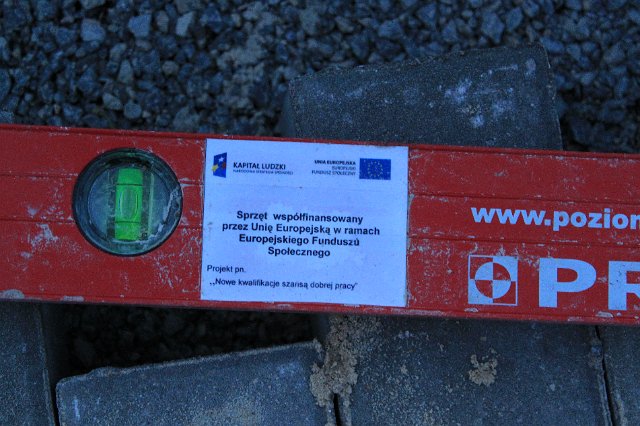 KAPITAŁ LUDZKI
NARODOWA STRATEGIA SPÓJNOŚCI
UNIA EUROPEJSKA
EUROPEJSKI
FUNDUSZ SPOŁECZNY
Sprzęt współfinansowany
przez Unię Europejską w ramach
Europejskiego Funduszu
Społecznego
Projekt pn.
,,Nowe kwalifikacje szansą dobrej pracy"
www.pozion
PR